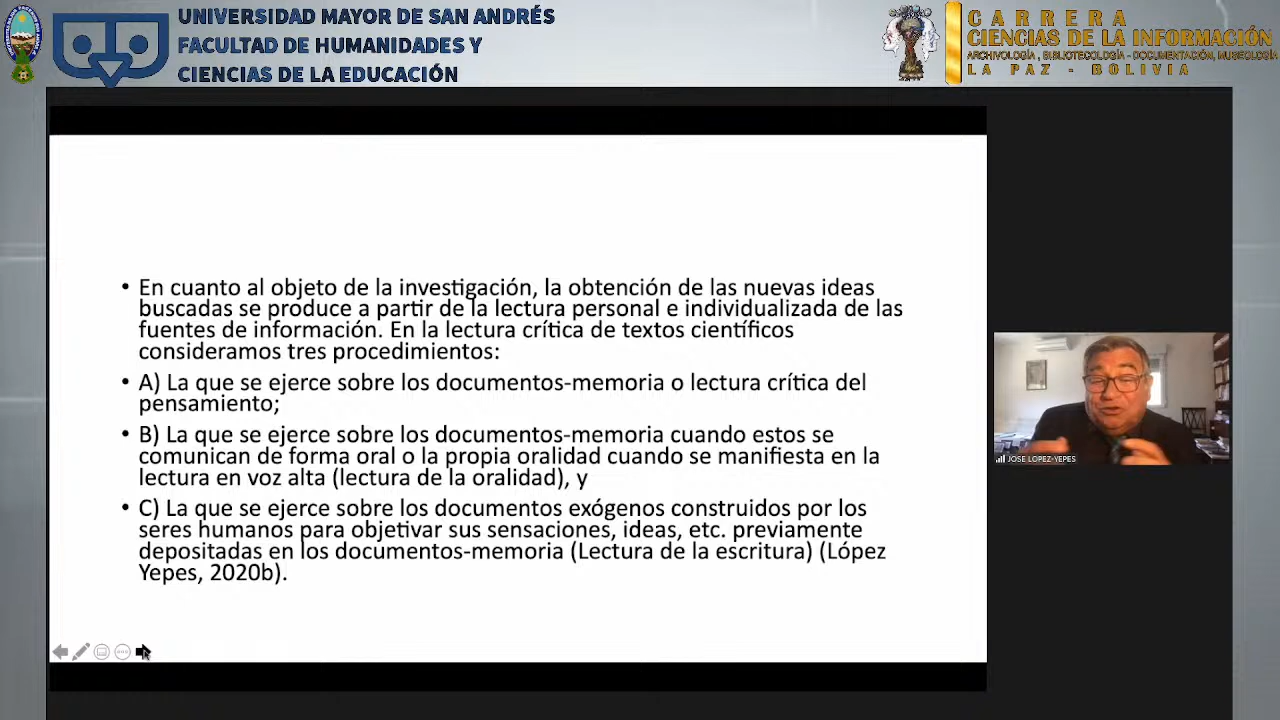 UNIVERSIDAD MAYOR DE SAN ANDRÉS
FACULTAD DE HUMANIDADES Y
CIENCIAS DE LA EDUCACIÓN
CARRERA
CIENCIAS DE LA INFORMACIÓN
ARCHIVOLOGÍA , BIBLIOTECOLOGÍA - DOCUMENTACIÓN, MUSEOLOGÍA
LA PAZ - BOLIVIA
• En cuanto al objeto de la investigación, la obtención de las nuevas ideas
buscadas se produce a partir de la lectura personal e individualizada de las
fuentes de información. En la lectura crítica de textos científicos
consideramos tres procedimientos:
• A) La que se ejerce sobre los documentos-memoria o lectura crítica del
pensamiento;
• B) La que se ejerce sobre los documentos-memoria cuando estos se
comunican de forma oral o la propia oralidad cuando se manifiesta en la
lectura en voz alta (lectura de la oralidad), y
• C) La que se ejerce sobre los documentos exógenos construidos por los
seres humanos para objetivar sus sensaciones, ideas, etc. previamente
depositadas en los documentos-memoria (Lectura de la escritura) (López
Yepes, 2020b).
JOSE LOPEZ-YEPES